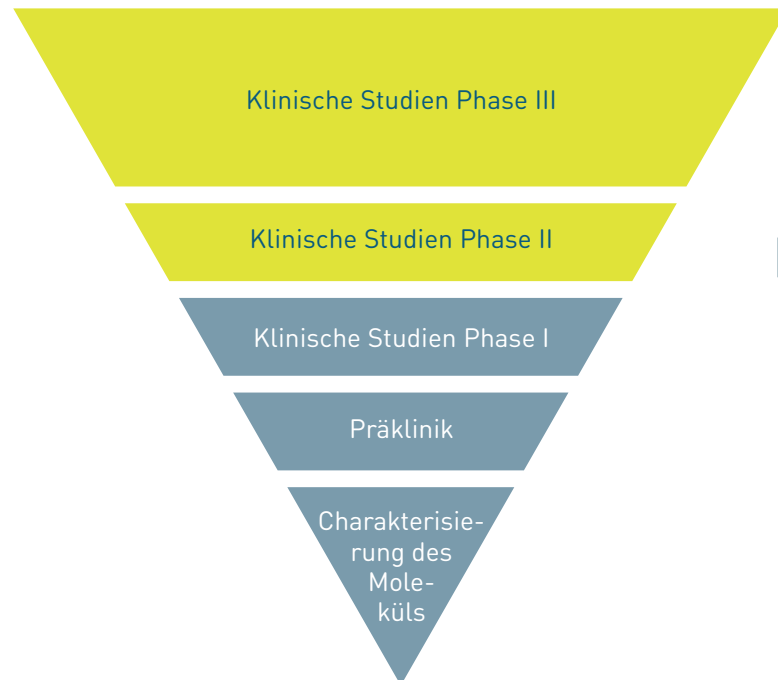 Klinische Studien Phase III
Klinische Studien Phase II
Klinische Studien Phase I
Präklinik
Charakterisie-
rung des
Mole-
küls